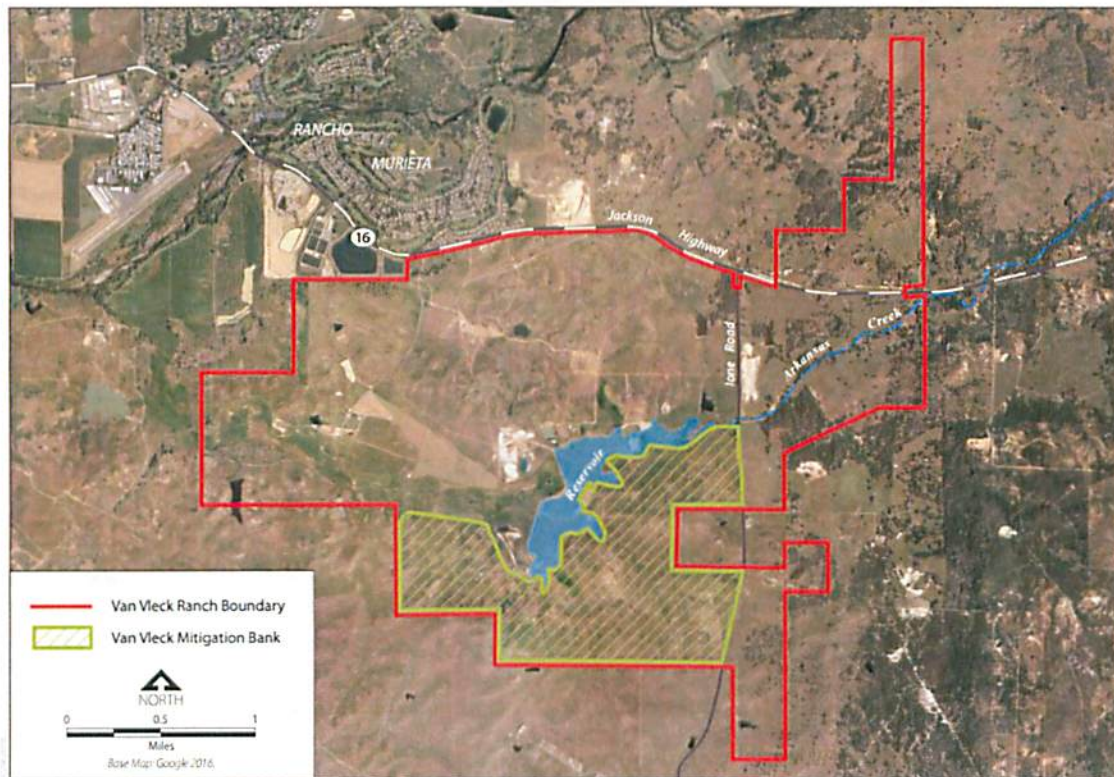 RANCHO
MURIETA
16
Jackson
Highway
Ione Road
Arkansas
Creek
Reservoir
Van Vleck Ranch Boundary
Van Vleck Mitigation Bank
NORTH
0 0.5 1
Miles
Base Map: Google 2016.